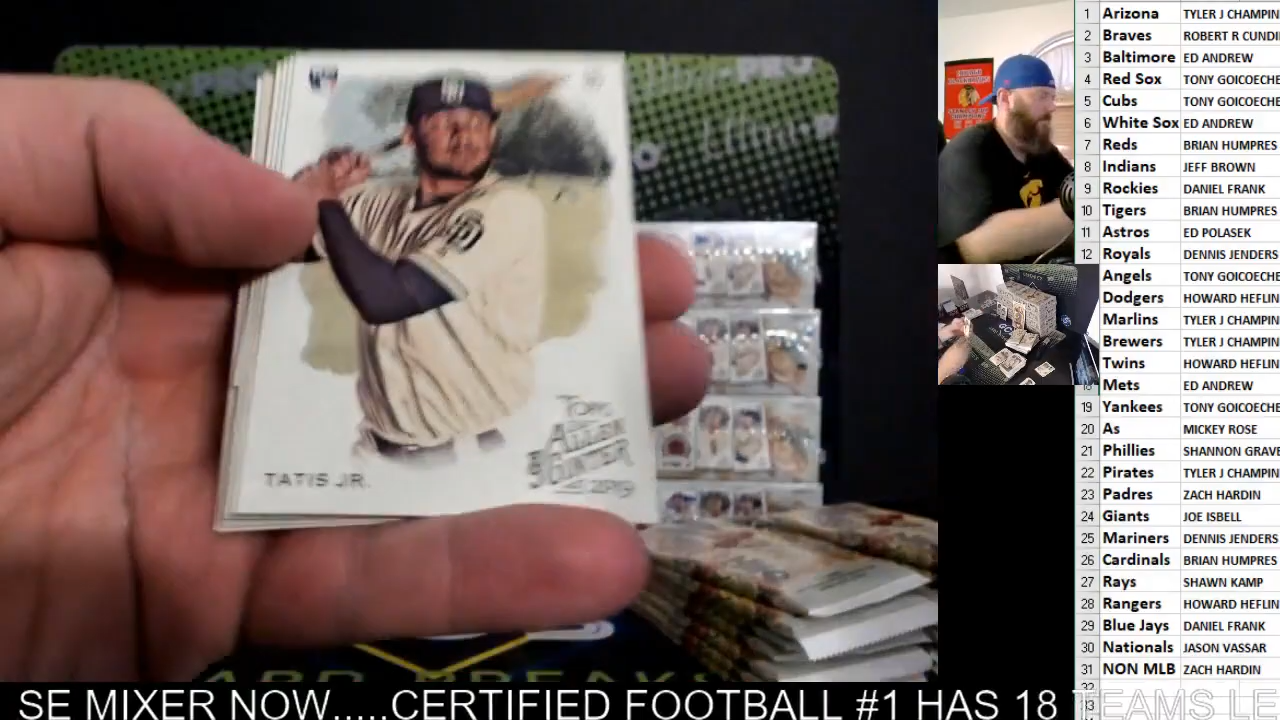 TATIS JR.
TOPPS
ALLEN
& GINTER
2019
1 Arizona TYLER J CHAMPIN
2 Braves ROBERT R CUNDI
3 Baltimore ED ANDREW
4 Red Sox TONY GOICOECHE
5 Cubs TONY GOICOECHE
6 White Sox ED ANDREW
7 Reds BRIAN HUMPRES
8 Indians JEFF BROWN
9 Rockies DANIEL FRANK
10 Tigers BRIAN HUMPRES
11 Astros ED POLASEK
12 Royals DENNIS JENDERS
Angels TONY GOICOECHE
Dodgers HOWARD HEFLIN
Marlins TYLER J CHAMPIN
Brewers TYLER J CHAMPIN
Twins HOWARD HEFLIN
Mets ED ANDREW
19 Yankees TONY GOICOECHE
20 As MICKEY ROSE
21 Phillies SHANNON GRAVE
22 Pirates TYLER J CHAMPIN
23 Padres ZACH HARDIN
24 Giants JOE ISBELL
25 Mariners DENNIS JENDERS
26 Cardinals BRIAN HUMPRES
27 Rays SHAWN KAMP
28 Rangers HOWARD HEFLIN
29 Blue Jays DANIEL FRANK
30 Nationals JASON VASSAR
31 NON MLB ZACH HARDIN
32
33
SE MIXER NOW.....CERTIFIED FOOTBALL #1 HAS 18 TEAMS LE